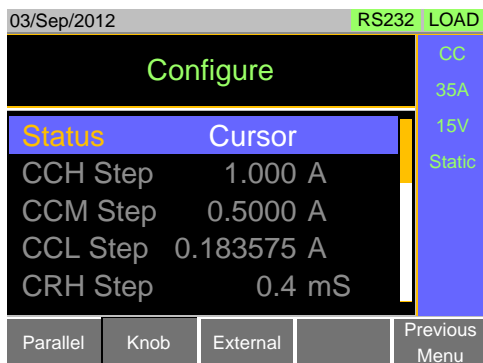 03/Sep/2012 RS232 LOAD
Configure
CC
35A
15V
Static
Status Cursor
CCH Step 1.000 A
CCM Step 0.5000 A
CCL Step 0.183575 A
CRH Step 0.4 mS
Parallel Knob External Previous Menu